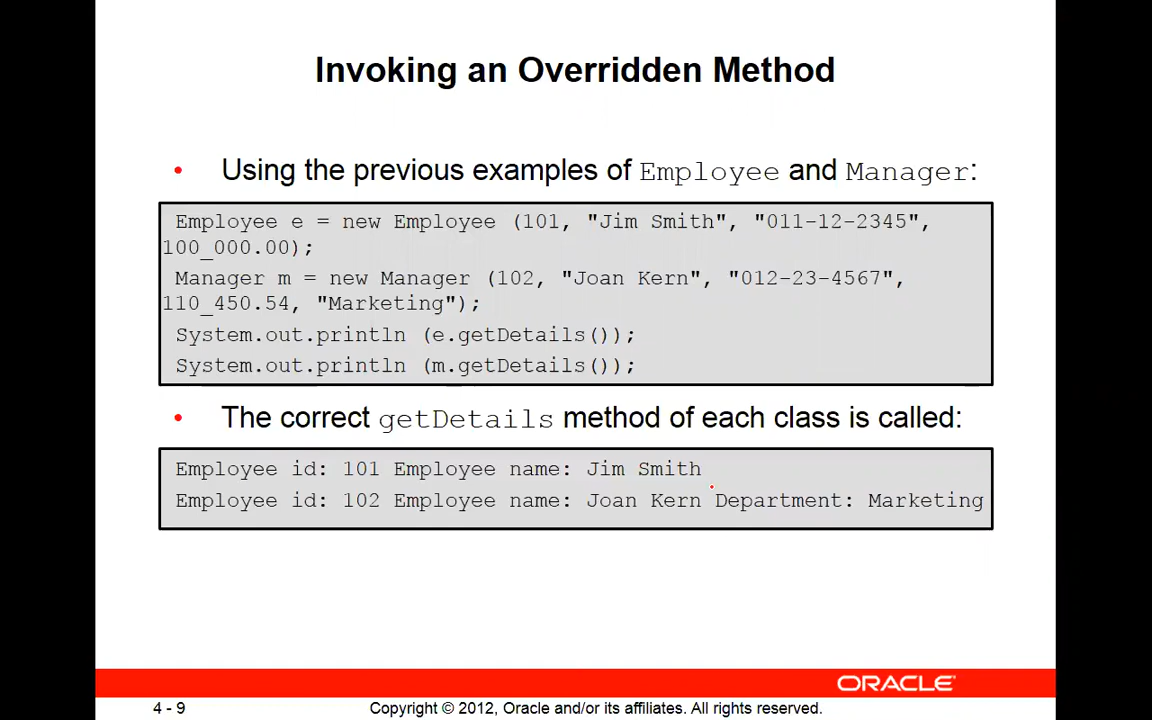 Invoking an Overridden Method
• Using the previous examples of Employee and Manager:
Employee e = new Employee (101, "Jim Smith", "011-12-2345",
100_000.00);
Manager m = new Manager (102, "Joan Kern", "012-23-4567",
110_450.54, "Marketing");
System.out.println (e.getDetails());
System.out.println (m.getDetails());
• The correct getDetails method of each class is called:
Employee id: 101 Employee name: Jim Smith
Employee id: 102 Employee name: Joan Kern Department: Marketing
ORACLE
4 - 9
Copyright © 2012, Oracle and/or its affiliates. All rights reserved.